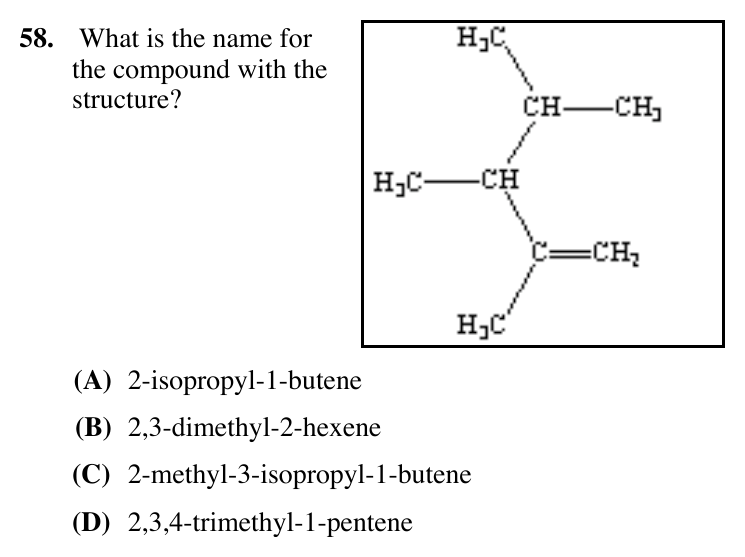 58. What is the name for
the compound with the
structure?
H₃C
CH—CH₃
H₃C—CH
C=CH₂
H₃C
(A) 2-isopropyl-1-butene
(B) 2,3-dimethyl-2-hexene
(C) 2-methyl-3-isopropyl-1-butene
(D) 2,3,4-trimethyl-1-pentene